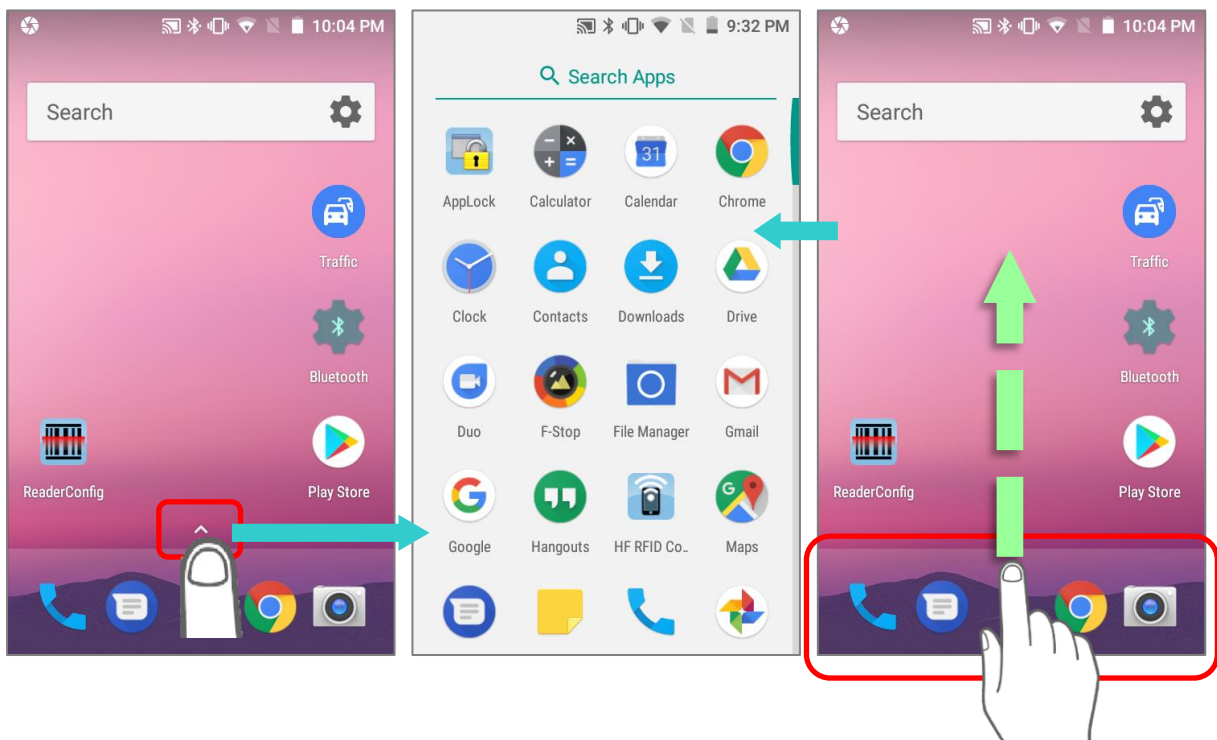 10:04 PM
Search
Traffic
Bluetooth
ReaderConfig
Play Store
9:32 PM
Search Apps
AppLock
Calculator
31
Calendar
Chrome
Clock
Contacts
Downloads
Drive
Duo
F-Stop
File Manager
Gmail
G
Google
Hangouts
HF RFID Co..
G
Maps
10:04 PM
Search
Traffic
Bluetooth
ReaderConfig
Play Store